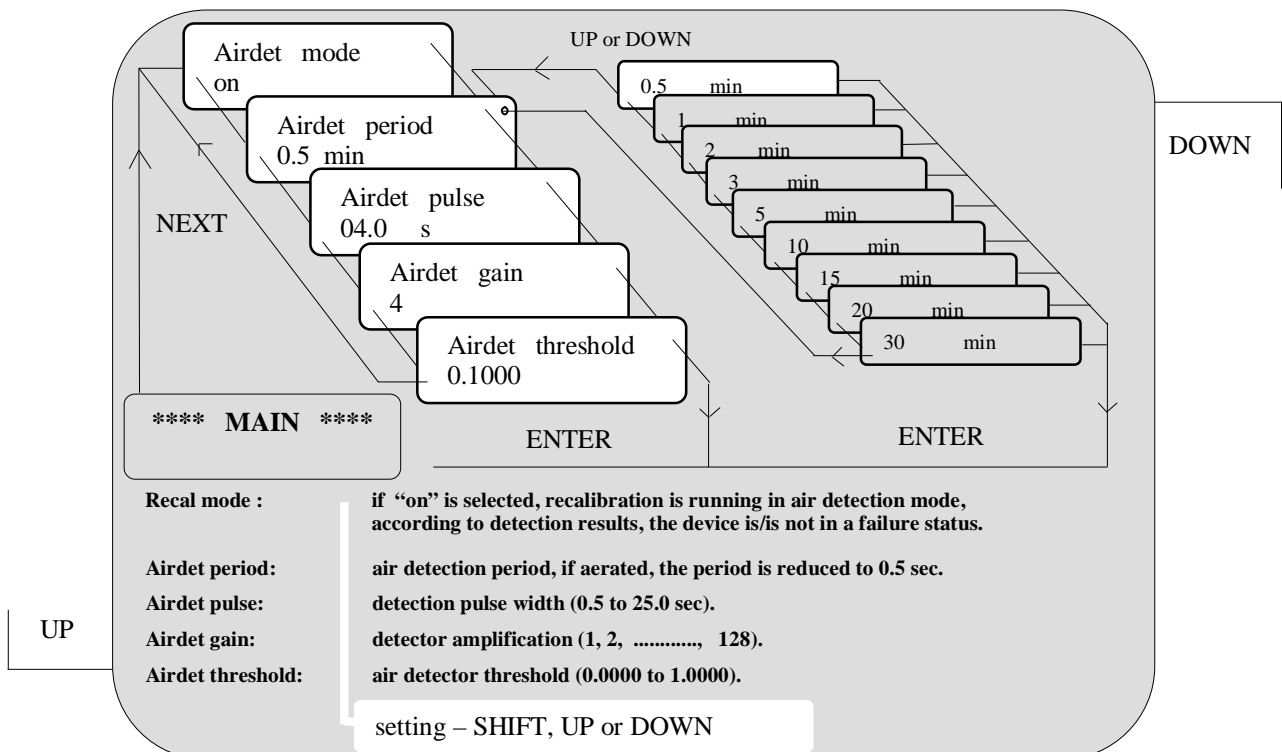 Airdet mode
on
Airdet period
0.5 min
Airdet pulse
04.0 s
Airdet gain
4
Airdet threshold
0.1000
UP or DOWN
0.5 min
1 min
2 min
3 min
5 min
10 min
15 min
20 min
30 min
DOWN
NEXT
**** MAIN ****
ENTER
ENTER
Recal mode : if “on” is selected, recalibration is running in air detection mode,
according to detection results, the device is/is not in a failure status.
Airdet period: air detection period, if aerated, the period is reduced to 0.5 sec.
Airdet pulse: detection pulse width (0.5 to 25.0 sec).
Airdet gain: detector amplification (1, 2, ............, 128).
Airdet threshold: air detector threshold (0.0000 to 1.0000).
UP
setting – SHIFT, UP or DOWN